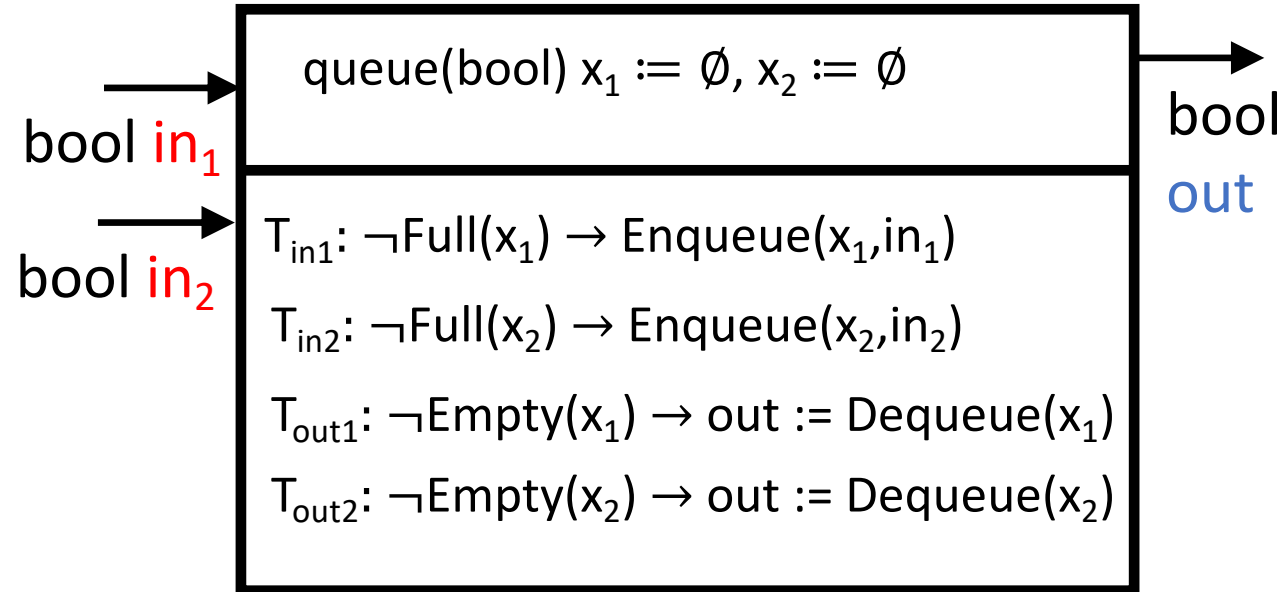 queue(bool) x₁ := ∅, x₂ := ∅
bool in₁
bool in₂
bool
out
T_in1: ¬Full(x₁) → Enqueue(x₁,in₁)
T_in2: ¬Full(x₂) → Enqueue(x₂,in₂)
T_out1: ¬Empty(x₁) → out := Dequeue(x₁)
T_out2: ¬Empty(x₂) → out := Dequeue(x₂)